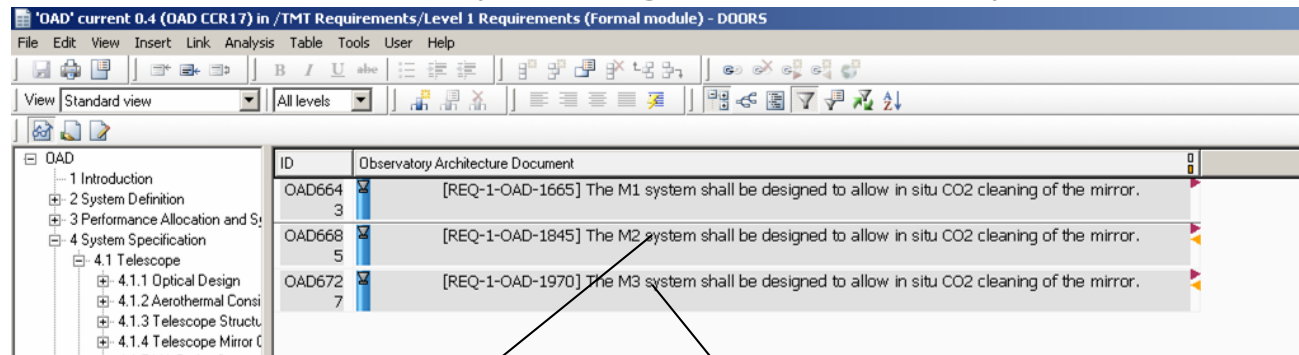 'OAD' current 0.4 (OAD CCR17) in /TMT Requirements/Level 1 Requirements (Formal module) - DOORS
File Edit View Insert Link Analysis Table Tools User Help
B I U abc
View Standard view All levels
OAD
1 Introduction
2 System Definition
3 Performance Allocation and Sy
4 System Specification
4.1 Telescope
4.1.1 Optical Design
4.1.2 Aerothermal Consi
4.1.3 Telescope Structu
4.1.4 Telescope Mirror C
ID Observatory Architecture Document
OAD664 [REQ-1-OAD-1665] The M1 system shall be designed to allow in situ CO2 cleaning of the mirror.
3
OAD668 [REQ-1-OAD-1845] The M2 system shall be designed to allow in situ CO2 cleaning of the mirror.
5
OAD672 [REQ-1-OAD-1970] The M3 system shall be designed to allow in situ CO2 cleaning of the mirror.
7